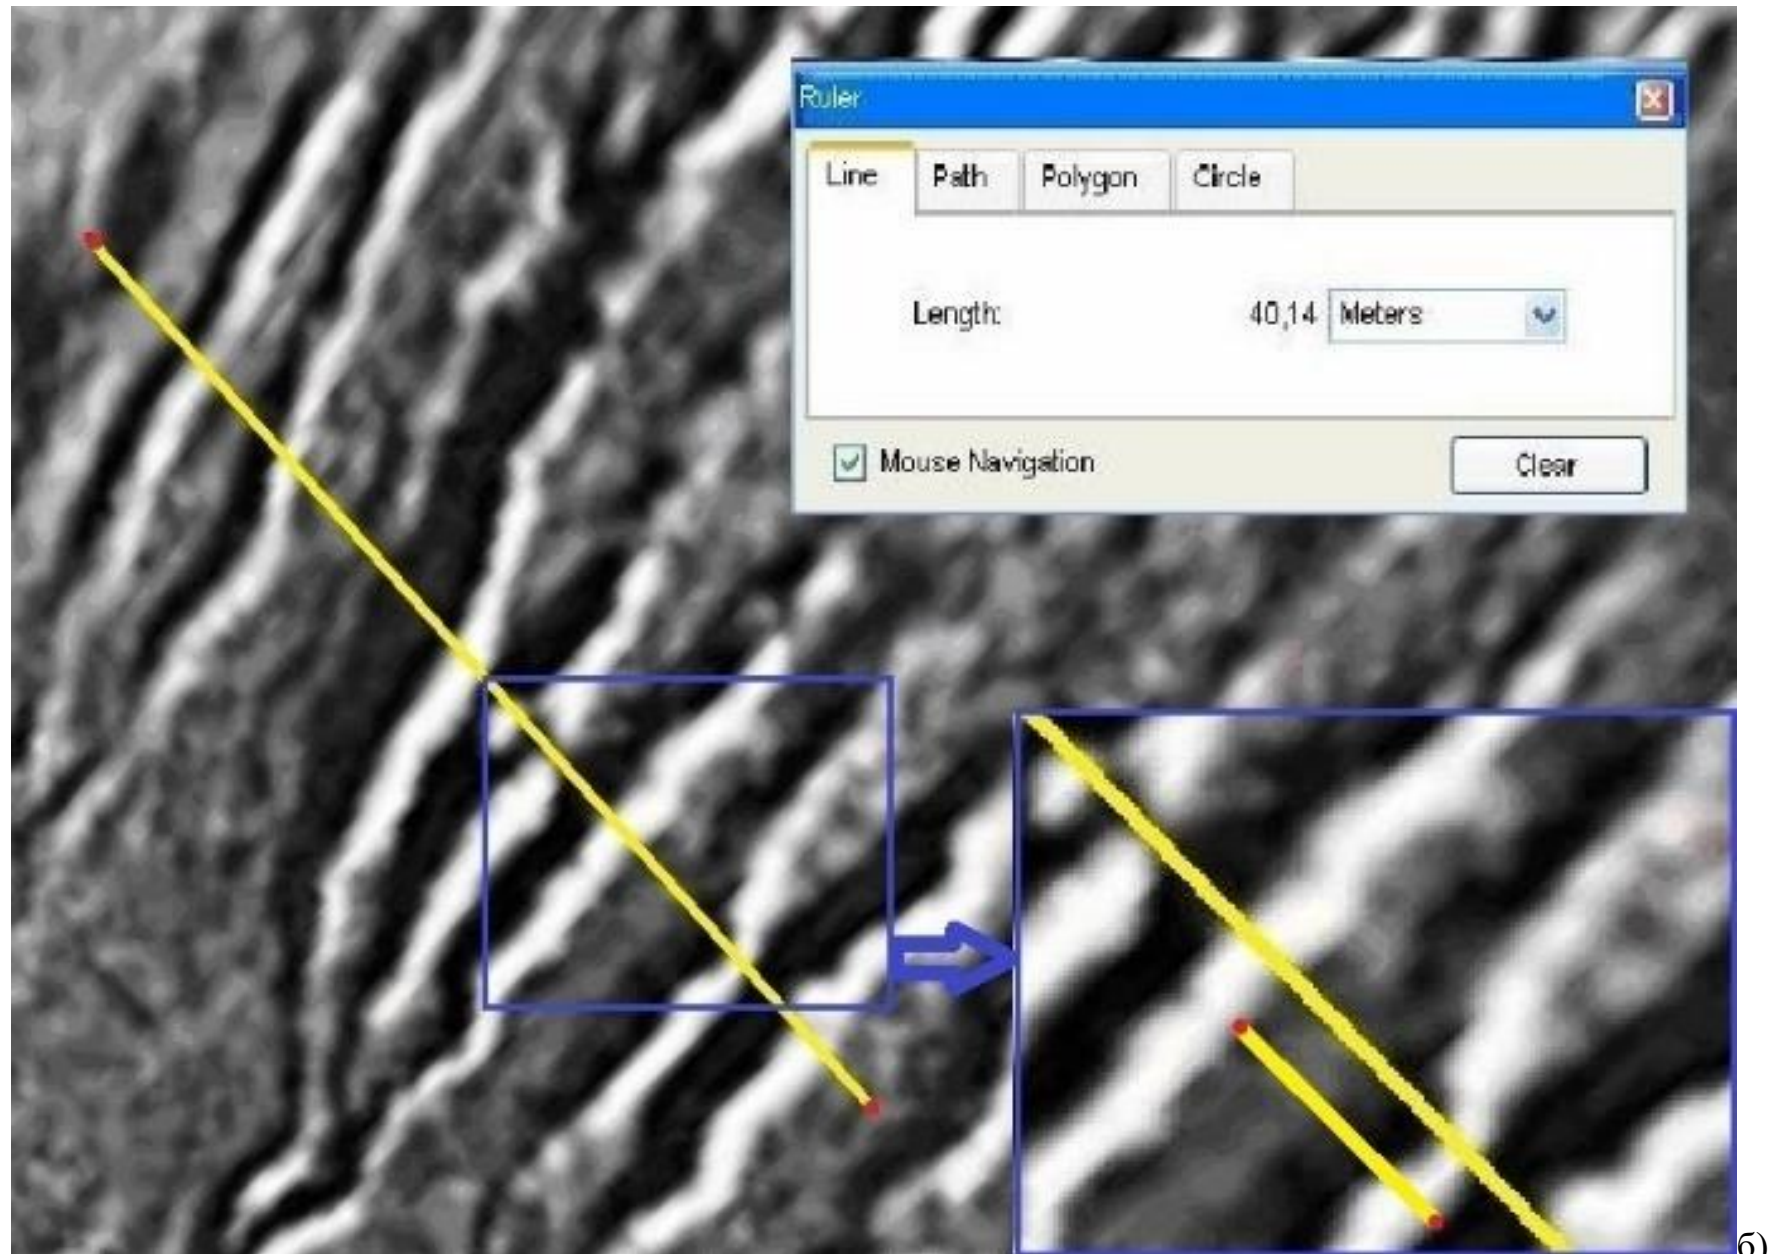 Ruler
Line Path Polygon Circle
Length: 40,14 Meters
Mouse Navigation Clear
б)